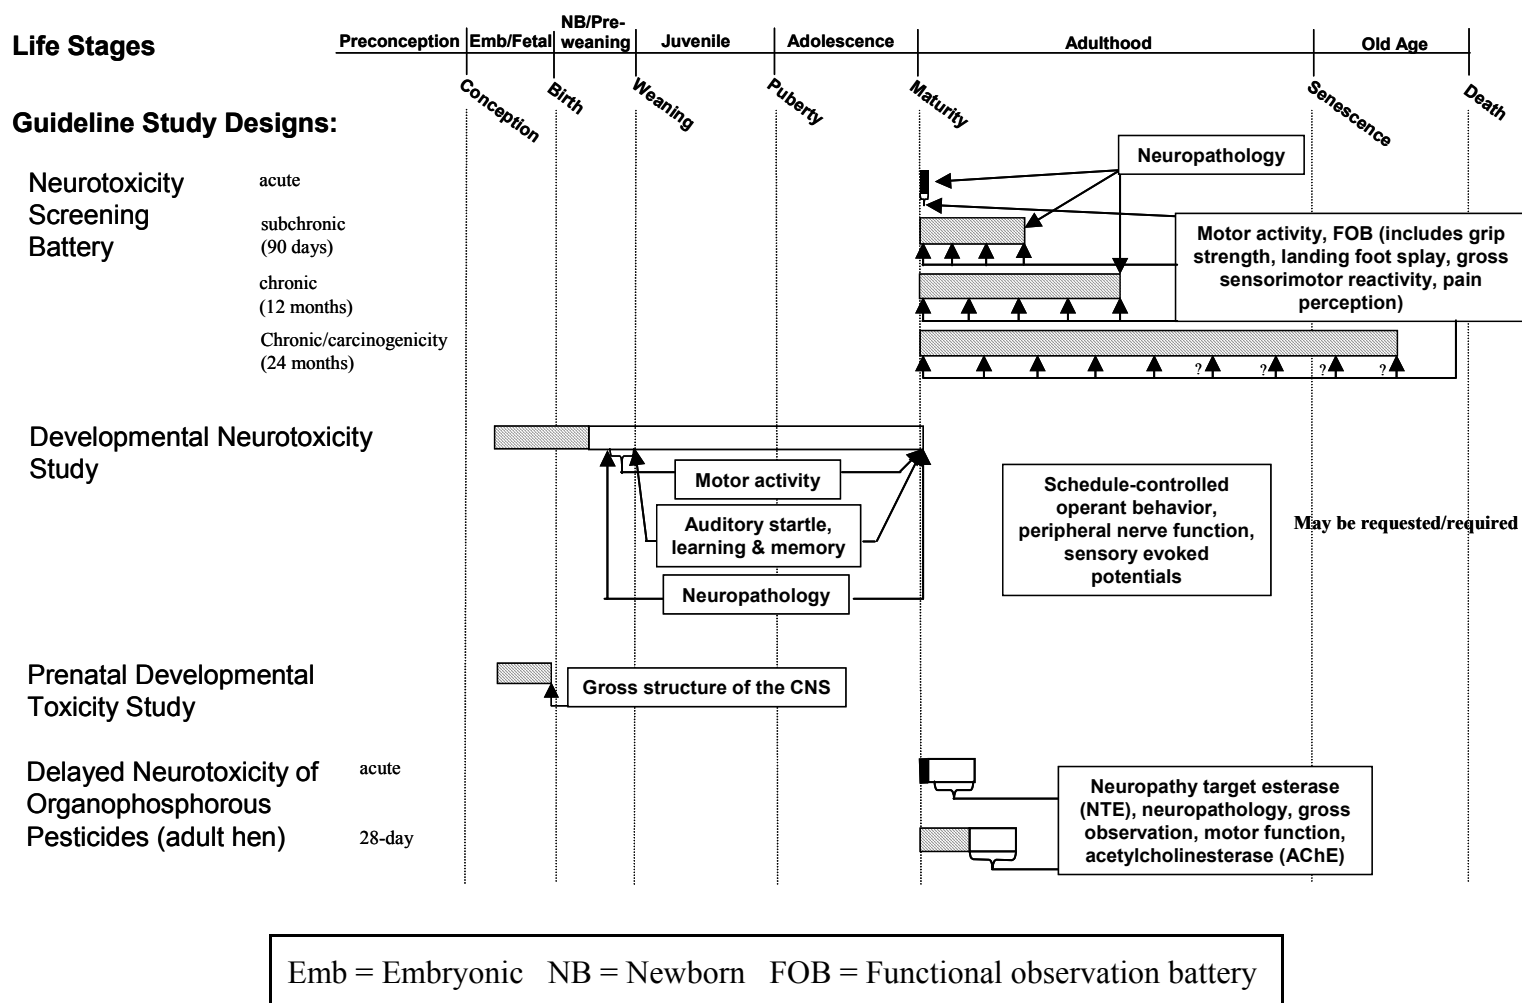 Life Stages
Preconception
Emb/Fetal
NB/Pre-
weaning
Juvenile
Adolescence
Adulthood
Old Age
Conception
Birth
Weaning
Puberty
Maturity
Senescence
Death
Guideline Study Designs:
Neurotoxicity
Screening
Battery
acute
subchronic
(90 days)
chronic
(12 months)
Chronic/carcinogenicity
(24 months)
Neuropathology
Motor activity, FOB (includes grip
strength, landing foot splay, gross
sensorimotor reactivity, pain
perception)
? ? ? ?
Developmental Neurotoxicity
Study
Motor activity
Auditory startle,
learning & memory
Neuropathology
Schedule-controlled
operant behavior,
peripheral nerve function,
sensory evoked
potentials
May be requested/required
Prenatal Developmental
Toxicity Study
Gross structure of the CNS
Delayed Neurotoxicity of
Organophosphorous
Pesticides (adult hen)
acute
28-day
Neuropathy target esterase
(NTE), neuropathology, gross
observation, motor function,
acetylcholinesterase (AChE)
Emb = Embryonic NB = Newborn FOB = Functional observation battery